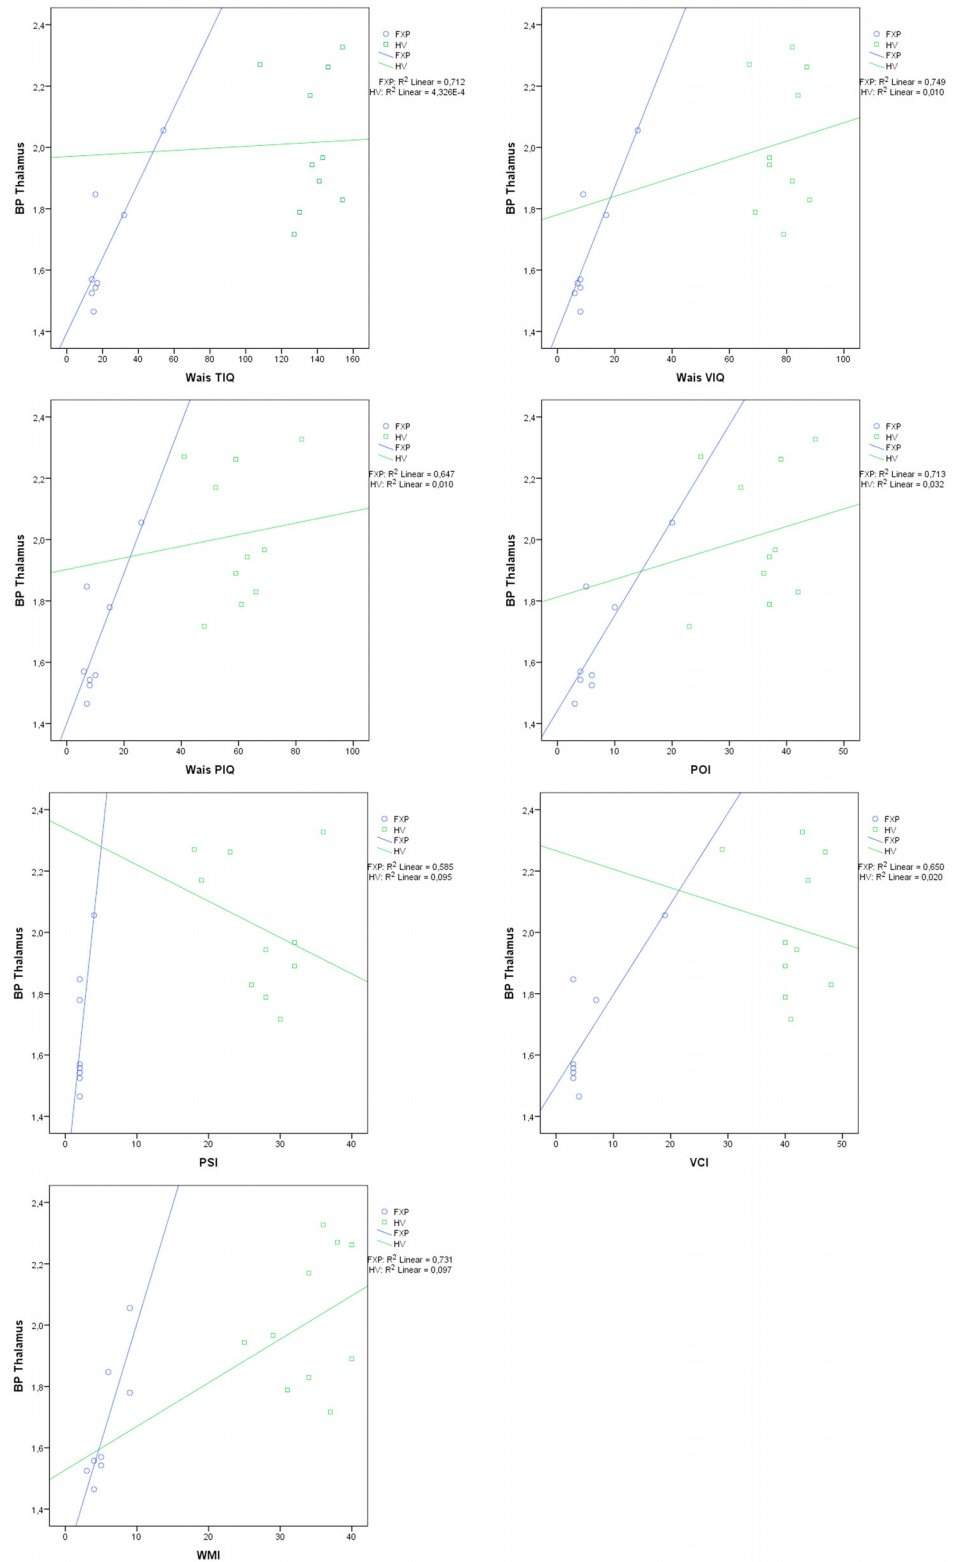 2,4
2,2
2,0
1,8
1,6
1,4
BP Thalamus
0 20 40 60 80 100 120 140 160
Wais TIQ
FXP
HV
FXP
HV
FXP: R² Linear = 0,712
HV: R² Linear = 4,326E-4
2,4
2,2
2,0
1,8
1,6
1,4
BP Thalamus
0 20 40 60 80 100
Wais VIQ
FXP
HV
FXP
HV
FXP: R² Linear = 0,749
HV: R² Linear = 0,010
2,4
2,2
2,0
1,8
1,6
1,4
BP Thalamus
0 20 40 60 80 100
Wais PIQ
FXP
HV
FXP
HV
FXP: R² Linear = 0,647
HV: R² Linear = 0,010
2,4
2,2
2,0
1,8
1,6
1,4
BP Thalamus
0 10 20 30 40 50
POI
FXP
HV
FXP
HV
FXP: R² Linear = 0,713
HV: R² Linear = 0,032
2,4
2,2
2,0
1,8
1,6
1,4
BP Thalamus
0 10 20 30 40
PSI
FXP
HV
FXP
HV
FXP: R² Linear = 0,585
HV: R² Linear = 0,095
2,4
2,2
2,0
1,8
1,6
1,4
BP Thalamus
0 10 20 30 40 50
VCI
FXP
HV
FXP
HV
FXP: R² Linear = 0,650
HV: R² Linear = 0,020
2,4
2,2
2,0
1,8
1,6
1,4
BP Thalamus
0 10 20 30 40
WMI
FXP
HV
FXP
HV
FXP: R² Linear = 0,731
HV: R² Linear = 0,097